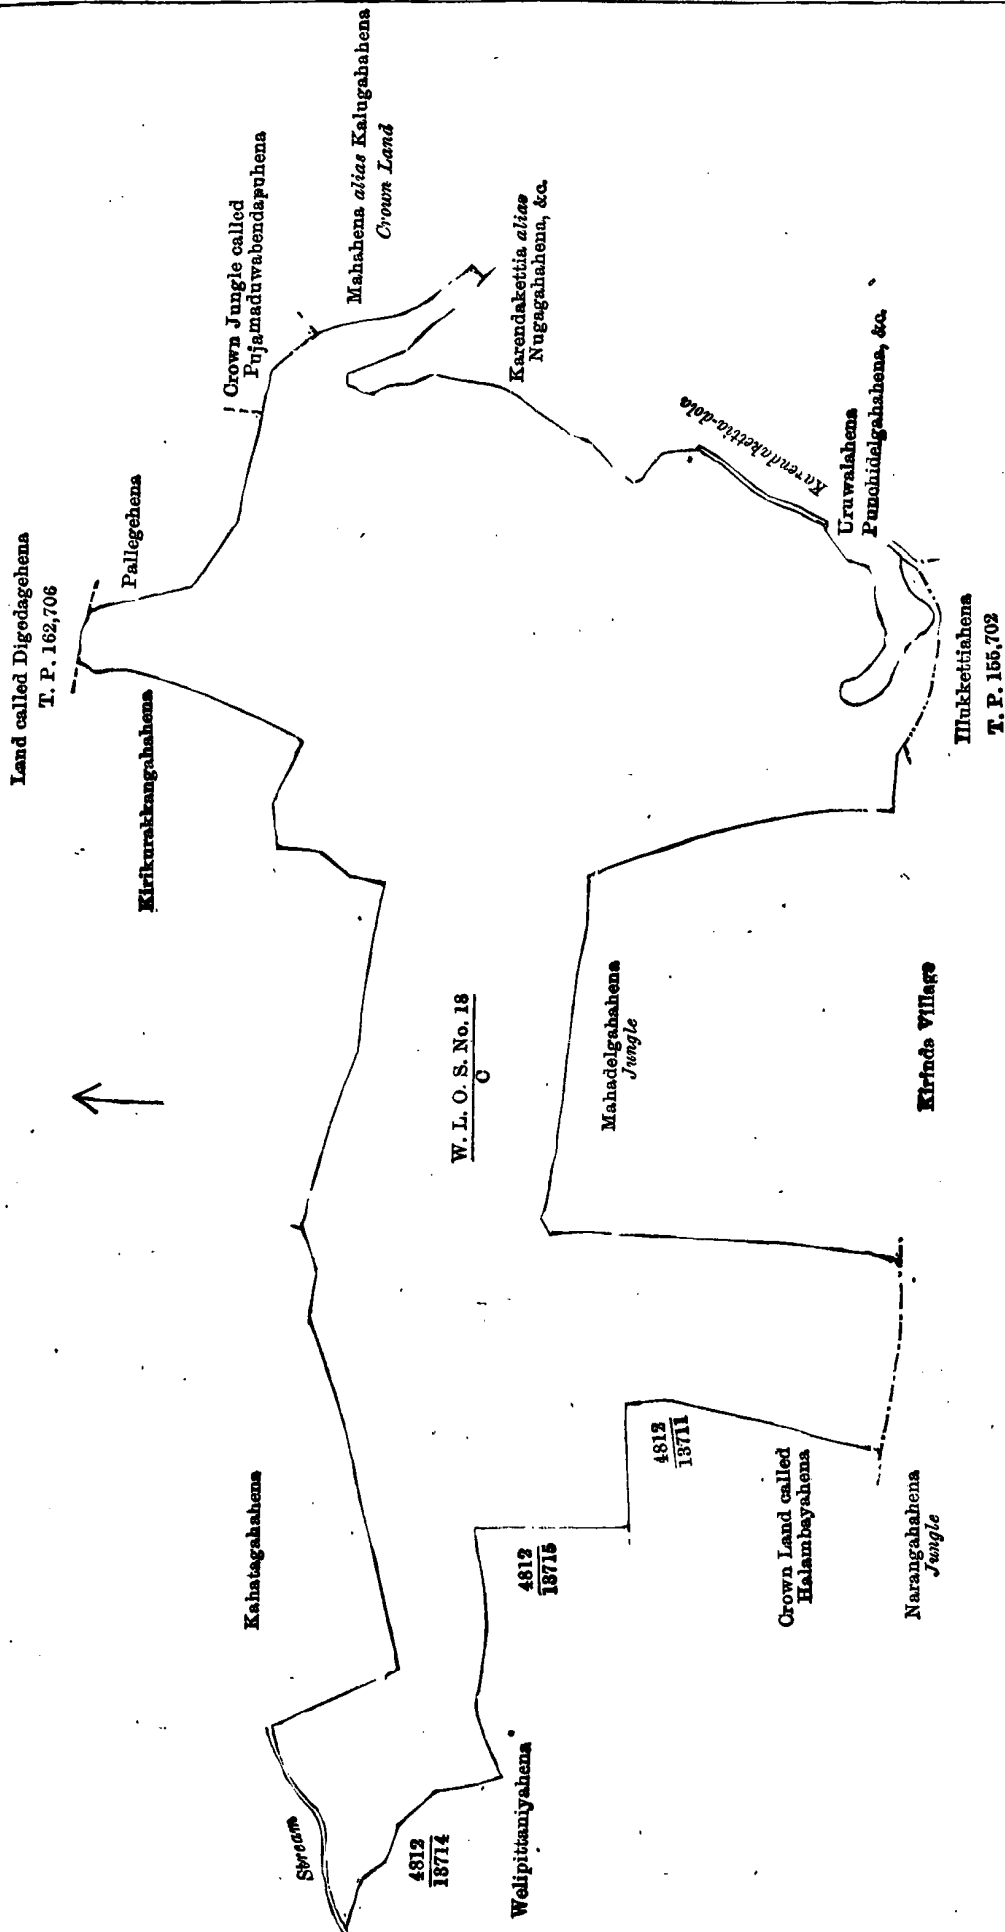 Land called Digedagehena
T. P. 162,706
Pallegehena
Kirikurakkangahahena
Crown Jungle called
Pujamaduwabendapuhena
Mahahena alias Kalugahahena
Crown Land
Karendakettia alias
Nugagahahena, &c.
Karendakettia-dola
Uruwalahena
Punchidelgahahena, &c.
Illukkettiahena
T. P. 155,702
W. L. O. S. No. 18
C
Mahadelgahahena
Jungle
Kirinda Village
Kahatagahahena
Stream
4812
18714
Welipittaniyahena
4812
18715
4812
13711
Crown Land called
Halambayahena
Narangahahena
Jungle